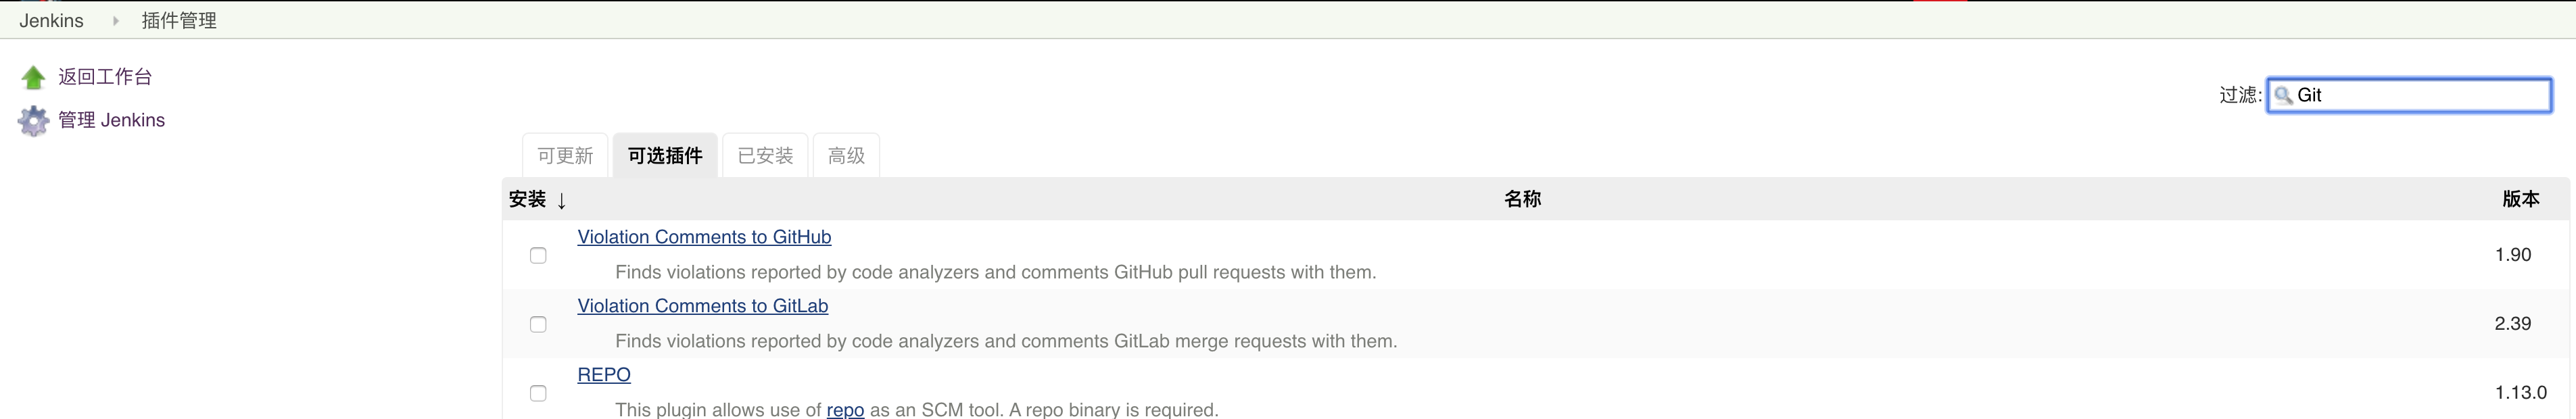 Jenkins 插件管理
返回工作台
管理 Jenkins
过滤: Git
可更新 可选插件 已安装 高级
安装 ↓ 名称 版本
Violation Comments to GitHub
Finds violations reported by code analyzers and comments GitHub pull requests with them.
1.90
Violation Comments to GitLab
Finds violations reported by code analyzers and comments GitLab merge requests with them.
2.39
REPO
This plugin allows use of repo as an SCM tool. A repo binary is required.
1.13.0